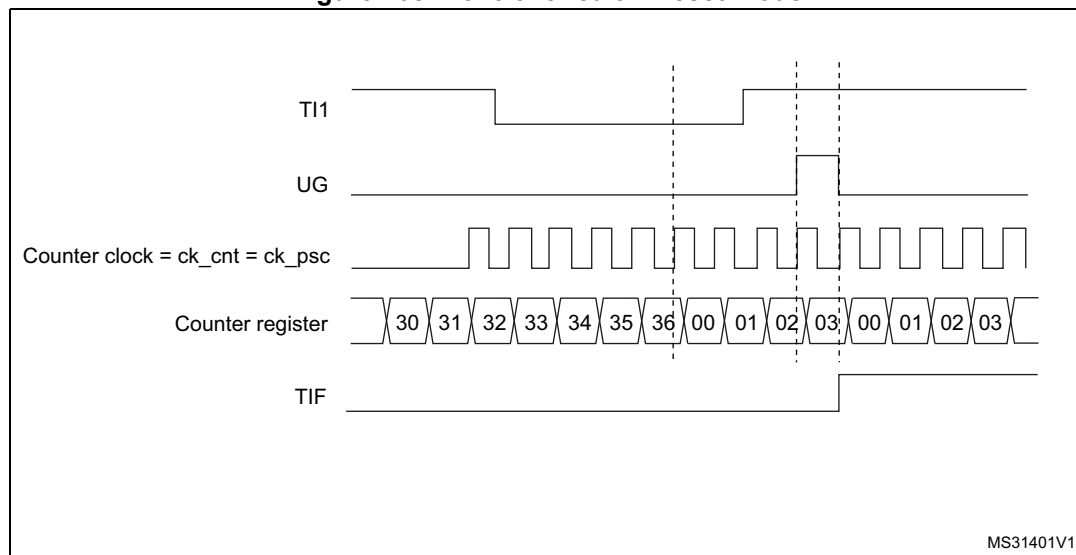 TI1
UG
Counter clock = ck_cnt = ck_psc
Counter register 30 31 32 33 34 35 36 00 01 02 03 00 01 02 03
TIF
MS31401V1